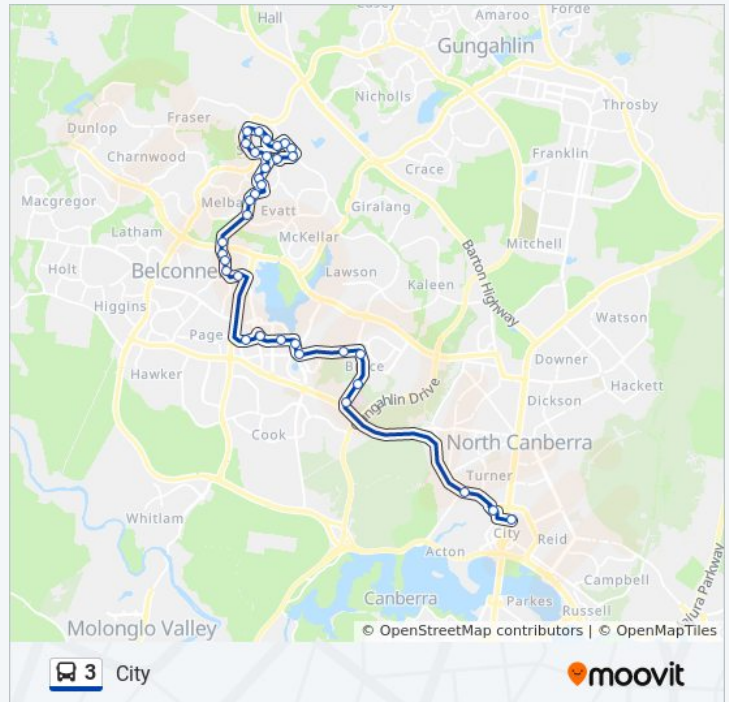 Hall
Casey
Amaroo
Forde
Gungahlin
Nicholls
Throsby
Fraser
Dunlop
Charnwood
Crace
Franklin
Macgregor
Melba
Evatt
Giralang
Latham
McKellar
Mitchell
Holt
Belconnen
Lawson
Kaleen
Barton Highway
Higgins
Watson
Page
Bruce
Downer
Hawker
Gungahlin Drive
Hackett
Dickson
Cook
North Canberra
Turner
Whitlam
City
Reid
Acton
Campbell
Canberra
Parkes
Russell
Molonglo Valley
© OpenStreetMap contributors | © OpenMapTiles
3 City
moovit